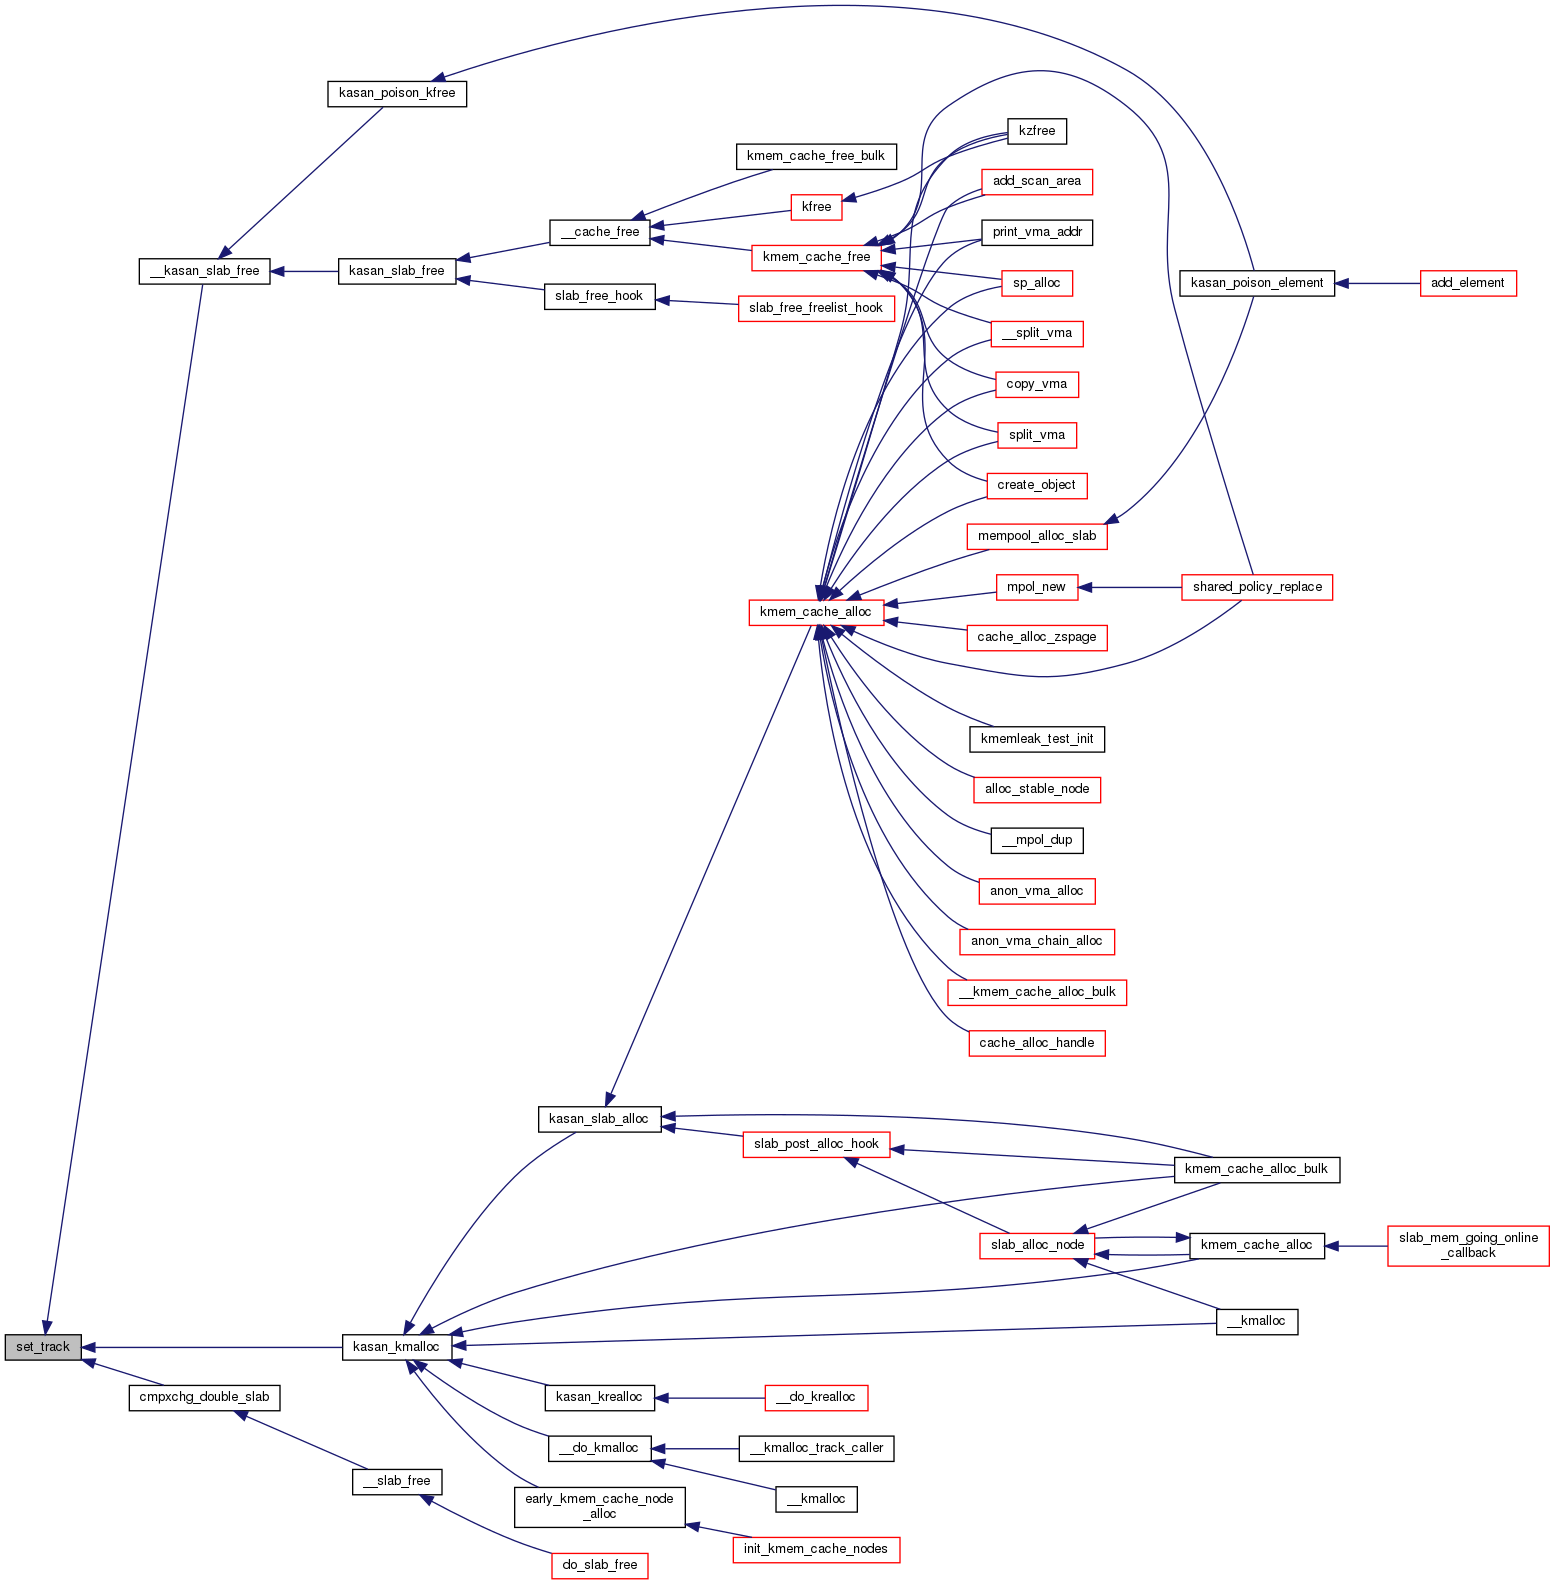 kasan_poison_kfree
kzfree
kmem_cache_free_bulk
add_scan_area
kfree
__cache_free
print_vma_addr
kmem_cache_free
__kasan_slab_free
kasan_slab_free
sp_alloc
kasan_poison_element
add_element
slab_free_hook
slab_free_freelist_hook
__split_vma
copy_vma
split_vma
create_object
mempool_alloc_slab
mpol_new
shared_policy_replace
kmem_cache_alloc
cache_alloc_zspage
kmemleak_test_init
alloc_stable_node
__mpol_dup
anon_vma_alloc
anon_vma_chain_alloc
__kmem_cache_alloc_bulk
cache_alloc_handle
kasan_slab_alloc
slab_post_alloc_hook
kmem_cache_alloc_bulk
slab_alloc_node
kmem_cache_alloc
slab_mem_going_online
_callback
__kmalloc
set_track
kasan_kmalloc
cmpxchg_double_slab
kasan_krealloc
__do_krealloc
__do_kmalloc
__kmalloc_track_caller
__slab_free
__kmalloc
early_kmem_cache_node
_alloc
init_kmem_cache_nodes
do_slab_free